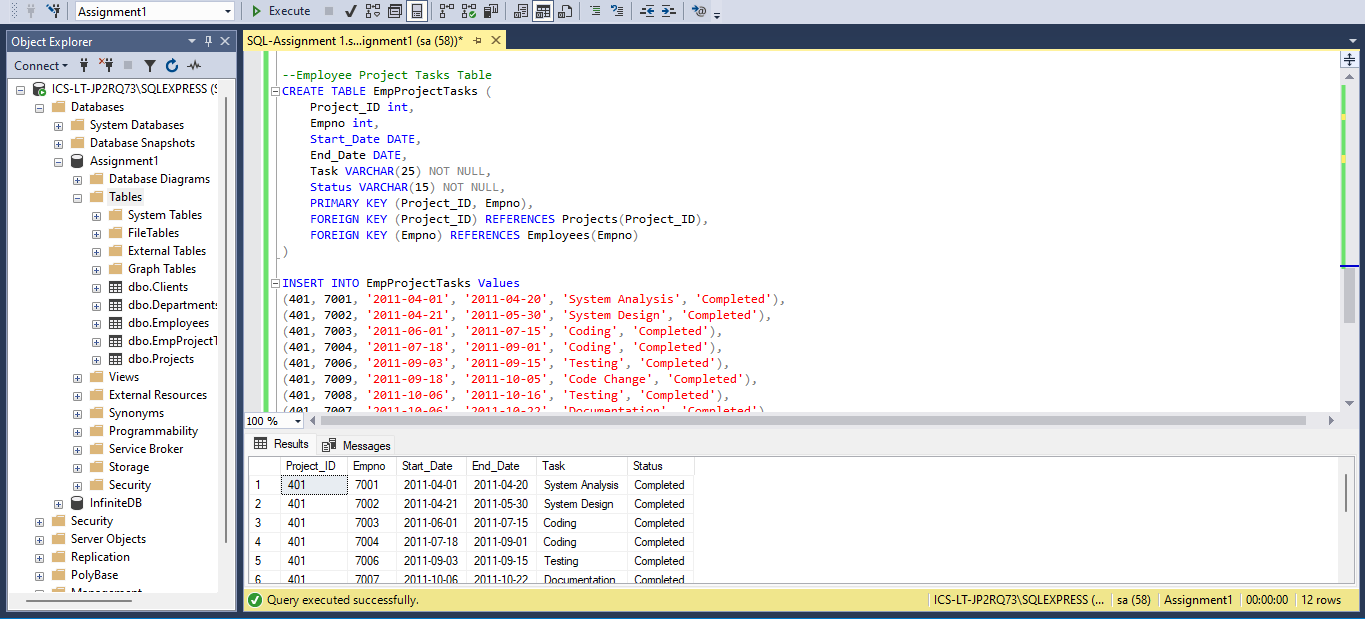 Assignment1
Execute
Object Explorer
SQL-Assignment 1.s...ignment1 (sa (58))*
Connect
ICS-LT-JP2RQ73\SQLEXPRESS (S
Databases
System Databases
Database Snapshots
Assignment1
Database Diagrams
Tables
System Tables
FileTables
External Tables
Graph Tables
dbo.Clients
dbo.Departments
dbo.Employees
dbo.EmpProjectT
dbo.Projects
Views
External Resources
Synonyms
Programmability
Service Broker
Storage
Security
InfiniteDB
Security
Server Objects
Replication
PolyBase
Management
--Employee Project Tasks Table
CREATE TABLE EmpProjectTasks (
Project_ID int,
Empno int,
Start_Date DATE,
End_Date DATE,
Task VARCHAR(25) NOT NULL,
Status VARCHAR(15) NOT NULL,
PRIMARY KEY (Project_ID, Empno),
FOREIGN KEY (Project_ID) REFERENCES Projects(Project_ID),
FOREIGN KEY (Empno) REFERENCES Employees(Empno)
)
INSERT INTO EmpProjectTasks Values
(401, 7001, '2011-04-01', '2011-04-20', 'System Analysis', 'Completed'),
(401, 7002, '2011-04-21', '2011-05-30', 'System Design', 'Completed'),
(401, 7003, '2011-06-01', '2011-07-15', 'Coding', 'Completed'),
(401, 7004, '2011-07-18', '2011-09-01', 'Coding', 'Completed'),
(401, 7006, '2011-09-03', '2011-09-15', 'Testing', 'Completed'),
(401, 7009, '2011-09-18', '2011-10-05', 'Code Change', 'Completed'),
(401, 7008, '2011-10-06', '2011-10-16', 'Testing', 'Completed'),
(401, 7007, '2011-10-06', '2011-10-22', 'Documentation', 'Completed')
100 %
Results Messages
Project_ID Empno Start_Date End_Date Task Status
1 401 7001 2011-04-01 2011-04-20 System Analysis Completed
2 401 7002 2011-04-21 2011-05-30 System Design Completed
3 401 7003 2011-06-01 2011-07-15 Coding Completed
4 401 7004 2011-07-18 2011-09-01 Coding Completed
5 401 7006 2011-09-03 2011-09-15 Testing Completed
6 401 7007 2011-10-06 2011-10-22 Documentation Completed
Query executed successfully.
ICS-LT-JP2RQ73\SQLEXPRESS (... sa (58) Assignment1 00:00:00 12 rows